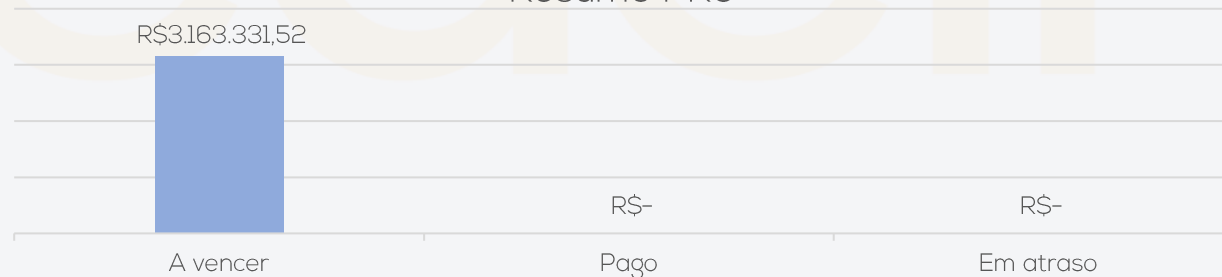 R$3.163.331,52
R$-
R$-
A vencer
Pago
Em atraso